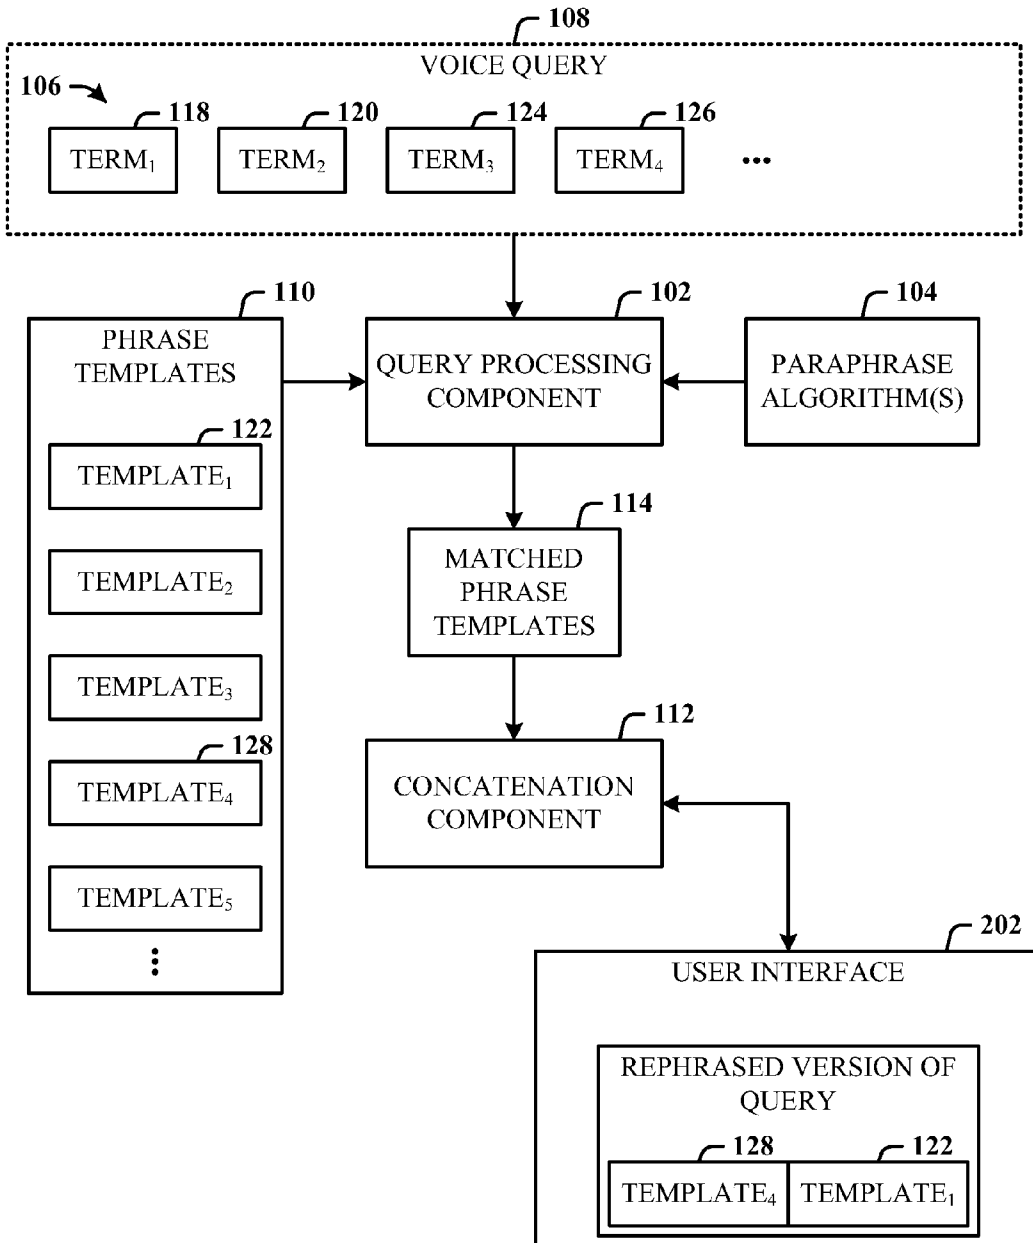 108
VOICE QUERY
106
118
120
124
126
TERM₁
TERM₂
TERM₃
TERM₄
...
110
102
104
PHRASE
TEMPLATES
QUERY PROCESSING
COMPONENT
PARAPHRASE
ALGORITHM(S)
122
TEMPLATE₁
TEMPLATE₂
TEMPLATE₃
128
TEMPLATE₄
TEMPLATE₅
114
MATCHED
PHRASE
TEMPLATES
112
CONCATENATION
COMPONENT
202
USER INTERFACE
REPHRASED VERSION OF
QUERY
128
122
TEMPLATE₄
TEMPLATE₁